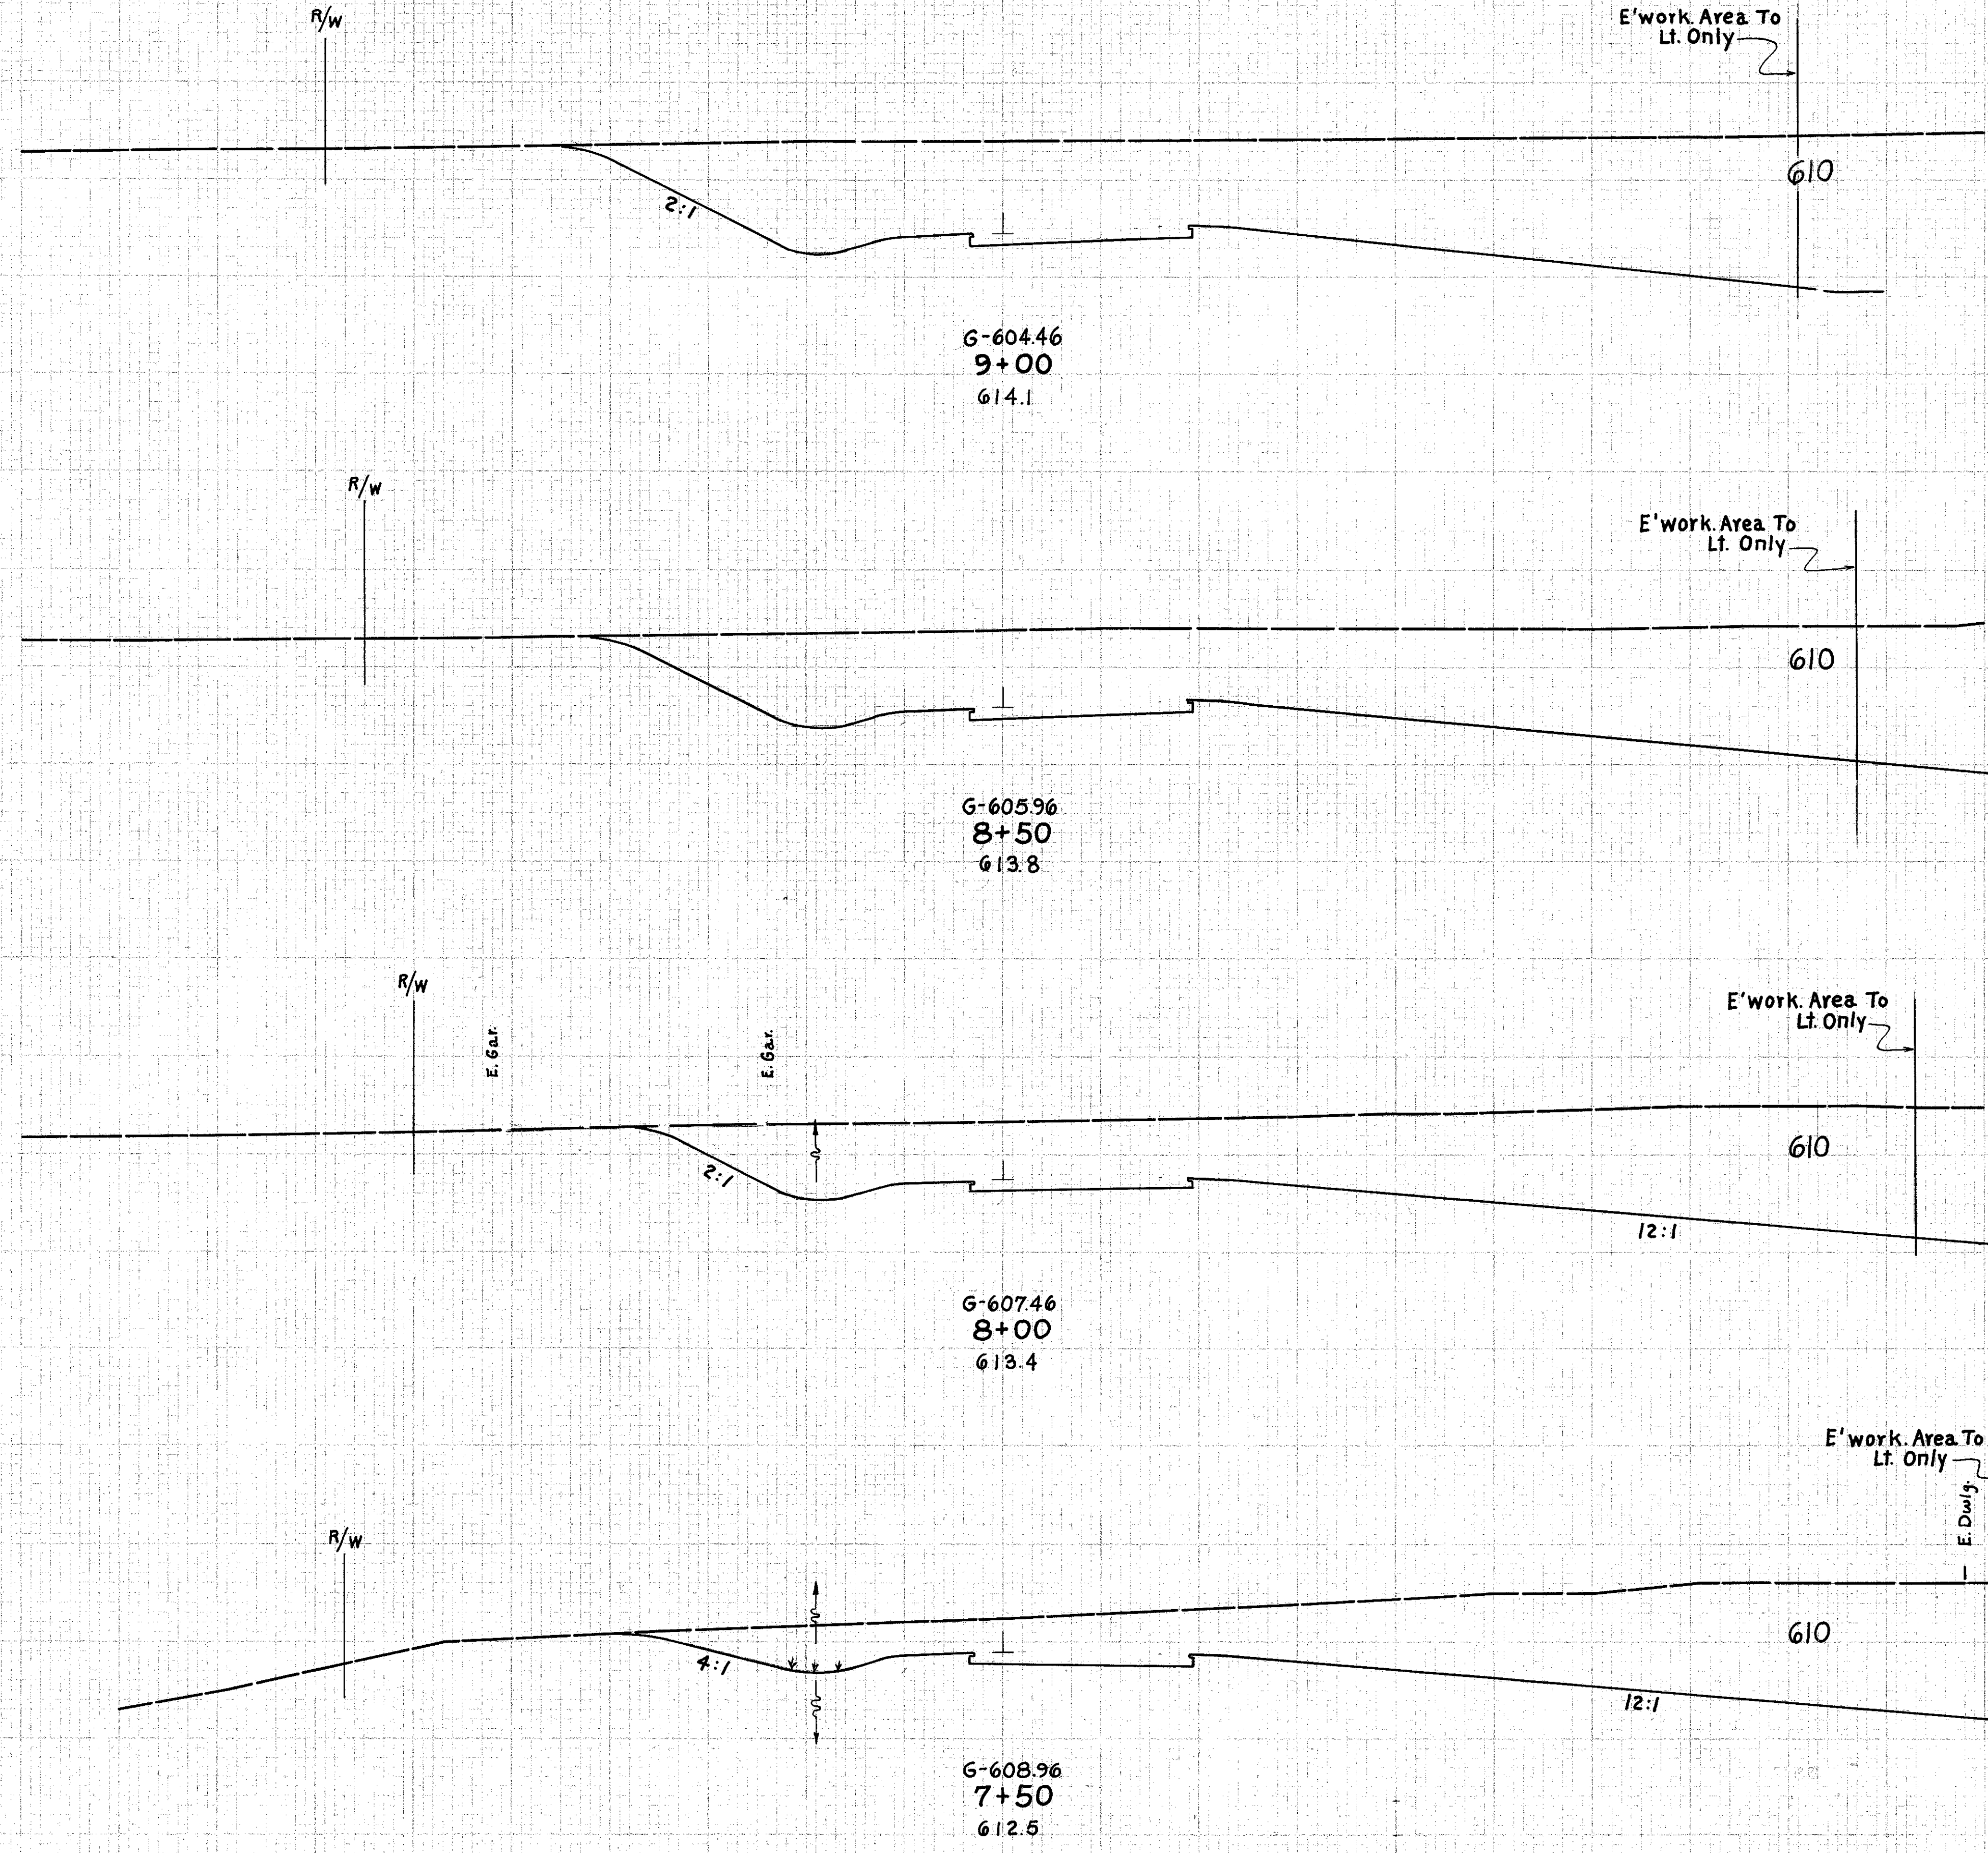 R/W
E'work. Area To
Lt. Only
610
2:1
G-604.46
9+00
614.1
R/W
E'work. Area To
Lt. Only
610
G-605.96
8+50
613.8
R/W
E. Gar.
E. Gar.
E'work. Area To
Lt. Only
610
2:1
12:1
G-607.46
8+00
613.4
E'work. Area To
Lt. Only
E. Dwlg.
R/W
610
4:1
12:1
G-608.96
7+50
612.5